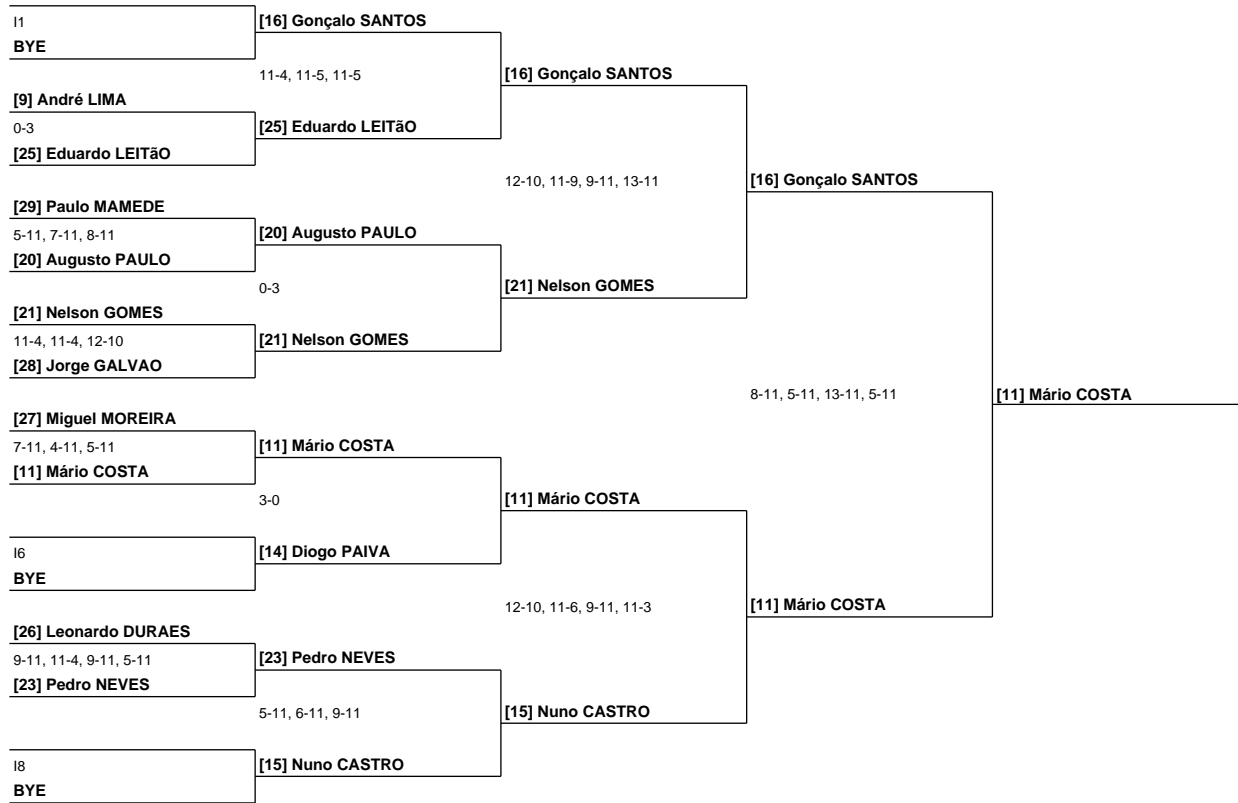 I1
BYE
[16] Gonçalo SANTOS
11-4, 11-5, 11-5
[16] Gonçalo SANTOS
[9] André LIMA
0-3
[25] Eduardo LEITãO
[25] Eduardo LEITãO
12-10, 11-9, 9-11, 13-11
[16] Gonçalo SANTOS
[29] Paulo MAMEDE
5-11, 7-11, 8-11
[20] Augusto PAULO
[20] Augusto PAULO
0-3
[21] Nelson GOMES
[21] Nelson GOMES
11-4, 11-4, 12-10
[28] Jorge GALVAO
[21] Nelson GOMES
8-11, 5-11, 13-11, 5-11
[11] Mário COSTA
[27] Miguel MOREIRA
7-11, 4-11, 5-11
[11] Mário COSTA
[11] Mário COSTA
3-0
[11] Mário COSTA
I6
BYE
[14] Diogo PAIVA
12-10, 11-6, 9-11, 11-3
[11] Mário COSTA
[26] Leonardo DURAES
9-11, 11-4, 9-11, 5-11
[23] Pedro NEVES
[23] Pedro NEVES
5-11, 6-11, 9-11
[15] Nuno CASTRO
I8
BYE
[15] Nuno CASTRO